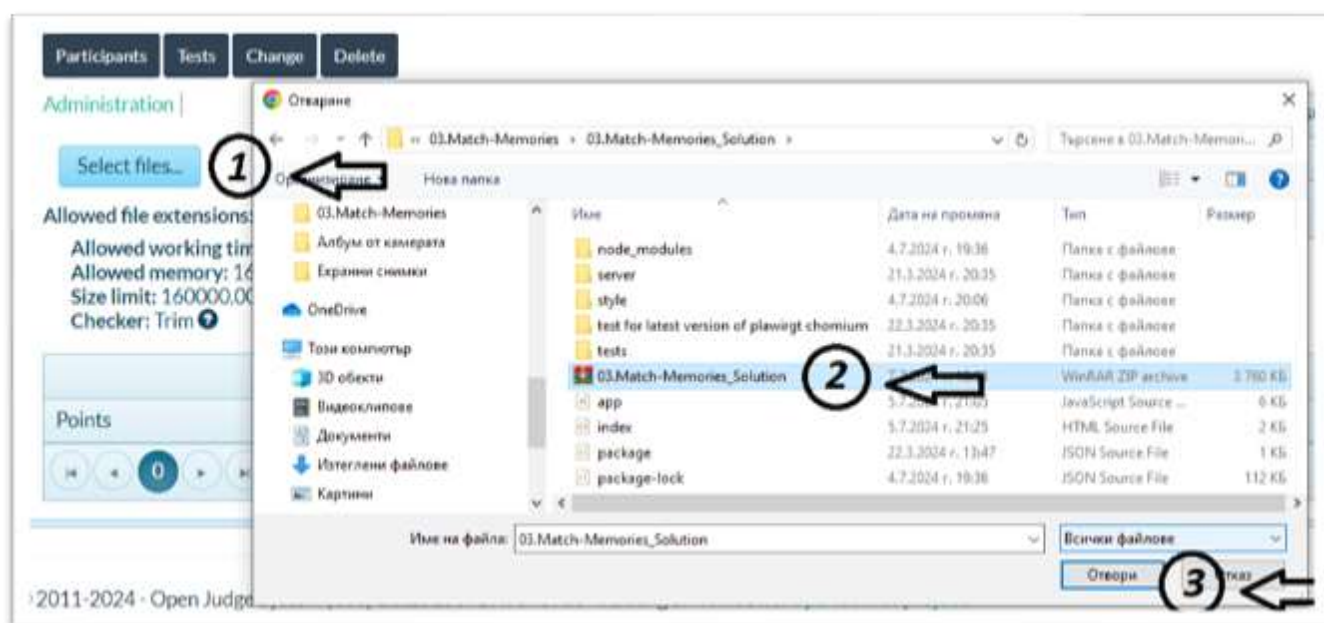 Participants Tests Change Delete
Administration |
Select files...
1
Allowed file extensions:
Allowed working tim
Allowed memory: 16
Size limit: 160000.00
Checker: Trim ?
Points
0
2011-2024 - Open Judge
Отваряне
« 03.Match-Memories › 03.Match-Memories_Solution ›
Търсене в 03.Match-Memori...
Нова папка
03.Match-Memories
Албум от камерата
Екранни снимки
OneDrive
Този компютър
3D обекти
Видеоклипове
Документи
Изтеглени файлове
Картини
Име Дата на промяна Тип Размер
node_modules 4.7.2024 г. 19:36 Папка с файлове
server 21.3.2024 г. 20:35 Папка с файлове
style 4.7.2024 г. 20:06 Папка с файлове
test for latest version of plawirgt chomium 22.3.2024 г. 20:35 Папка с файлове
tests 21.3.2024 г. 20:35 Папка с файлове
03.Match-Memories_Solution 2 WinRAR ZIP archive 3 760 КБ
app JavaScript Source ... 6 КБ
index 5.7.2024 г. 21:25 HTML Source File 2 КБ
package 22.3.2024 г. 13:47 JSON Source File 1 КБ
package-lock 4.7.2024 г. 19:36 JSON Source File 112 КБ
Име на файла: 03.Match-Memories_Solution Всички файлове
Отвори 3